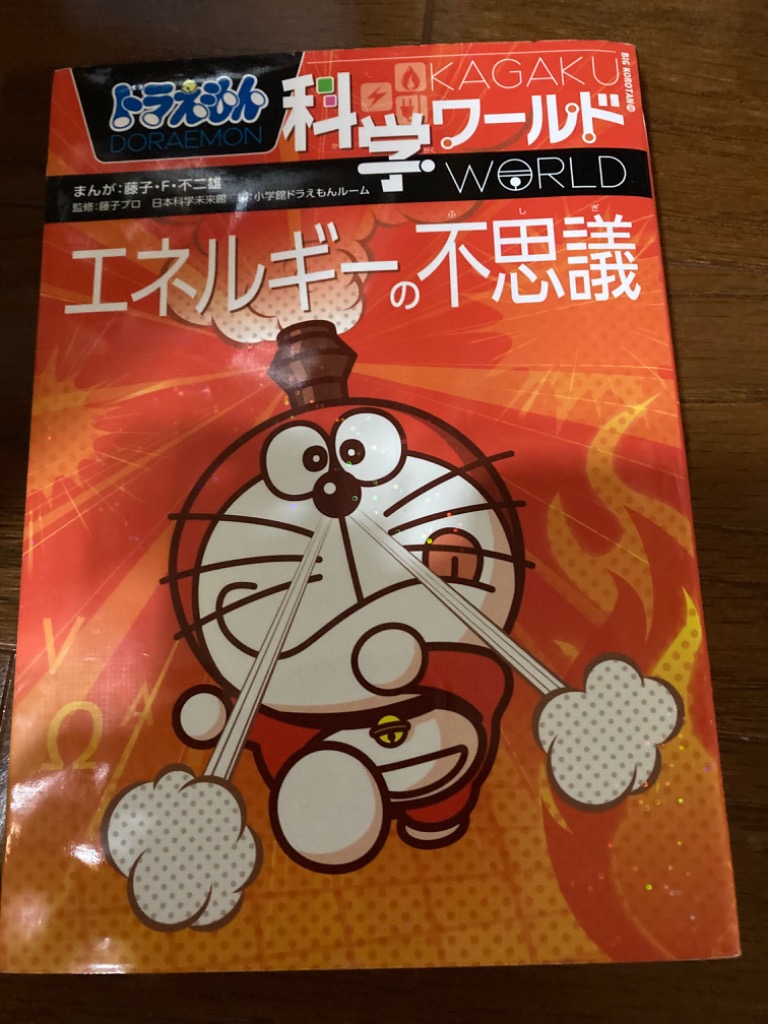 ドラえもん
DORAEMON
科学ワールド
KAGAKU
WORLD
BIG KOROTAN
まんが：藤子・F・不二雄
監修：藤子プロ 日本科学未来館 小学館ドラえもんルーム
エネルギーの不思議
ふしぎ
V
Ω
A